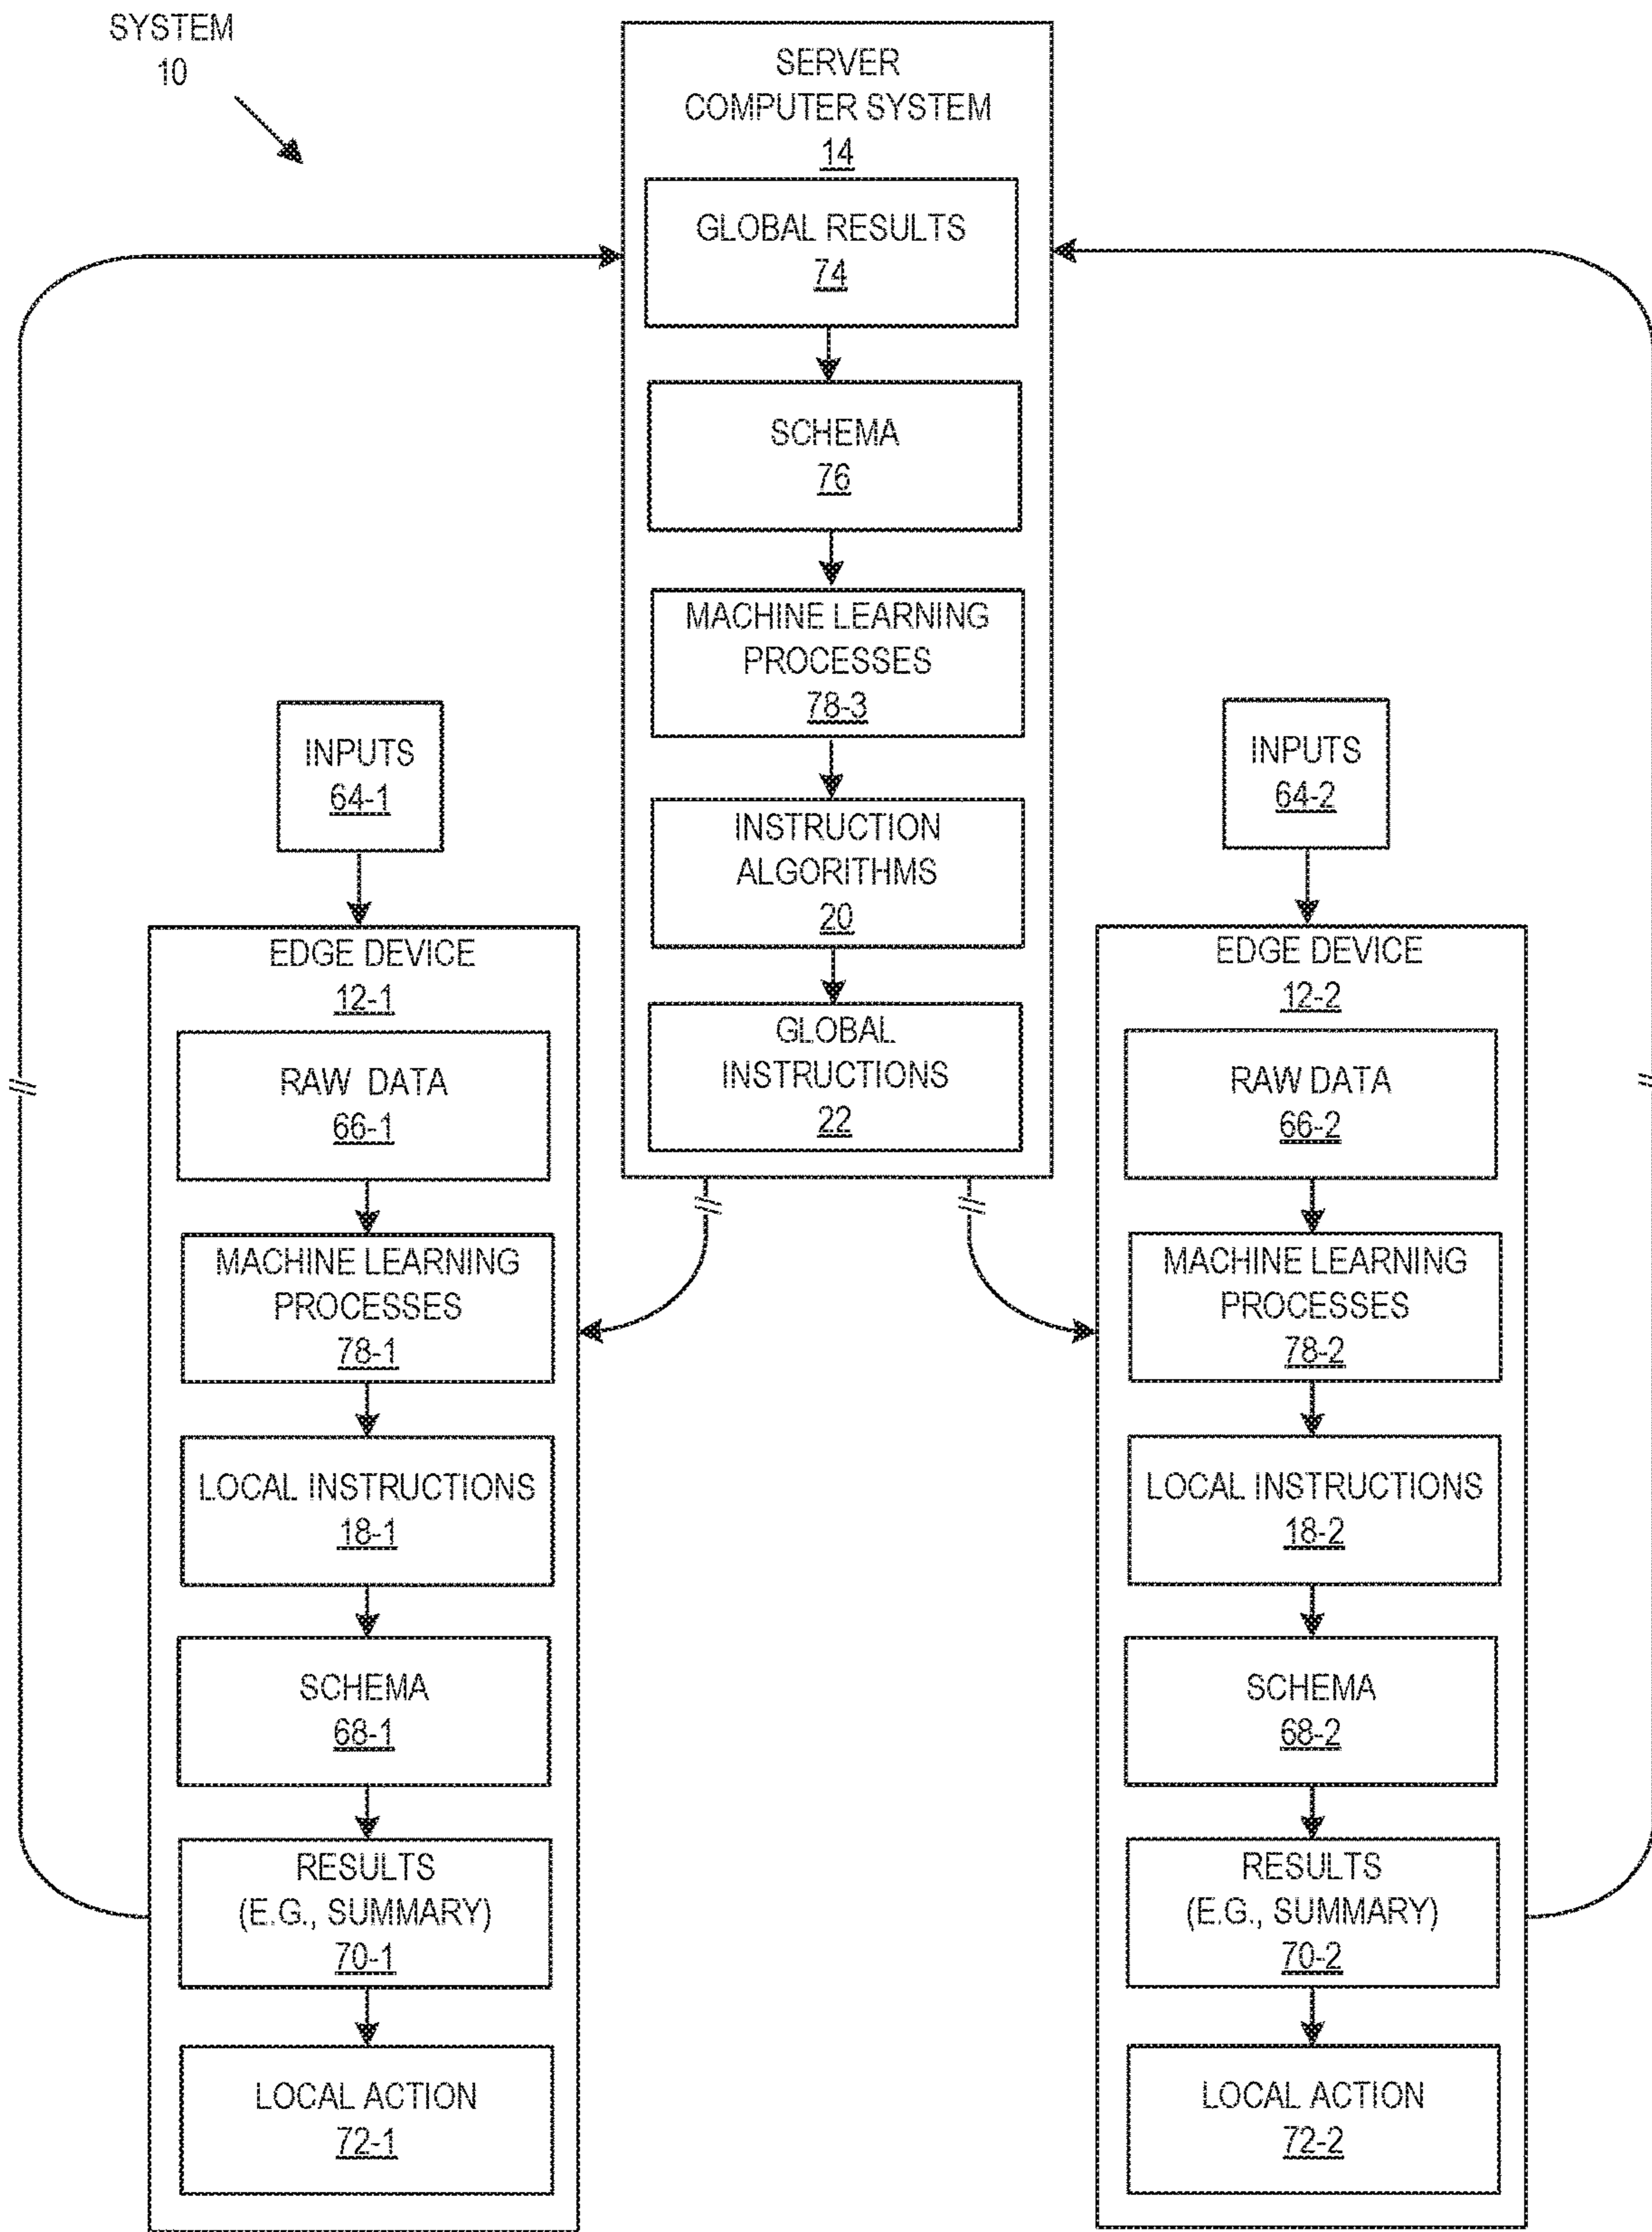 SYSTEM
10
SERVER
COMPUTER SYSTEM
14
GLOBAL RESULTS
74
SCHEMA
76
MACHINE LEARNING
PROCESSES
78-3
INSTRUCTION
ALGORITHMS
20
GLOBAL
INSTRUCTIONS
22
INPUTS
64-1
EDGE DEVICE
12-1
RAW DATA
66-1
MACHINE LEARNING
PROCESSES
78-1
LOCAL INSTRUCTIONS
18-1
SCHEMA
68-1
RESULTS
(E.G., SUMMARY)
70-1
LOCAL ACTION
72-1
INPUTS
64-2
EDGE DEVICE
12-2
RAW DATA
66-2
MACHINE LEARNING
PROCESSES
78-2
LOCAL INSTRUCTIONS
18-2
SCHEMA
68-2
RESULTS
(E.G., SUMMARY)
70-2
LOCAL ACTION
72-2